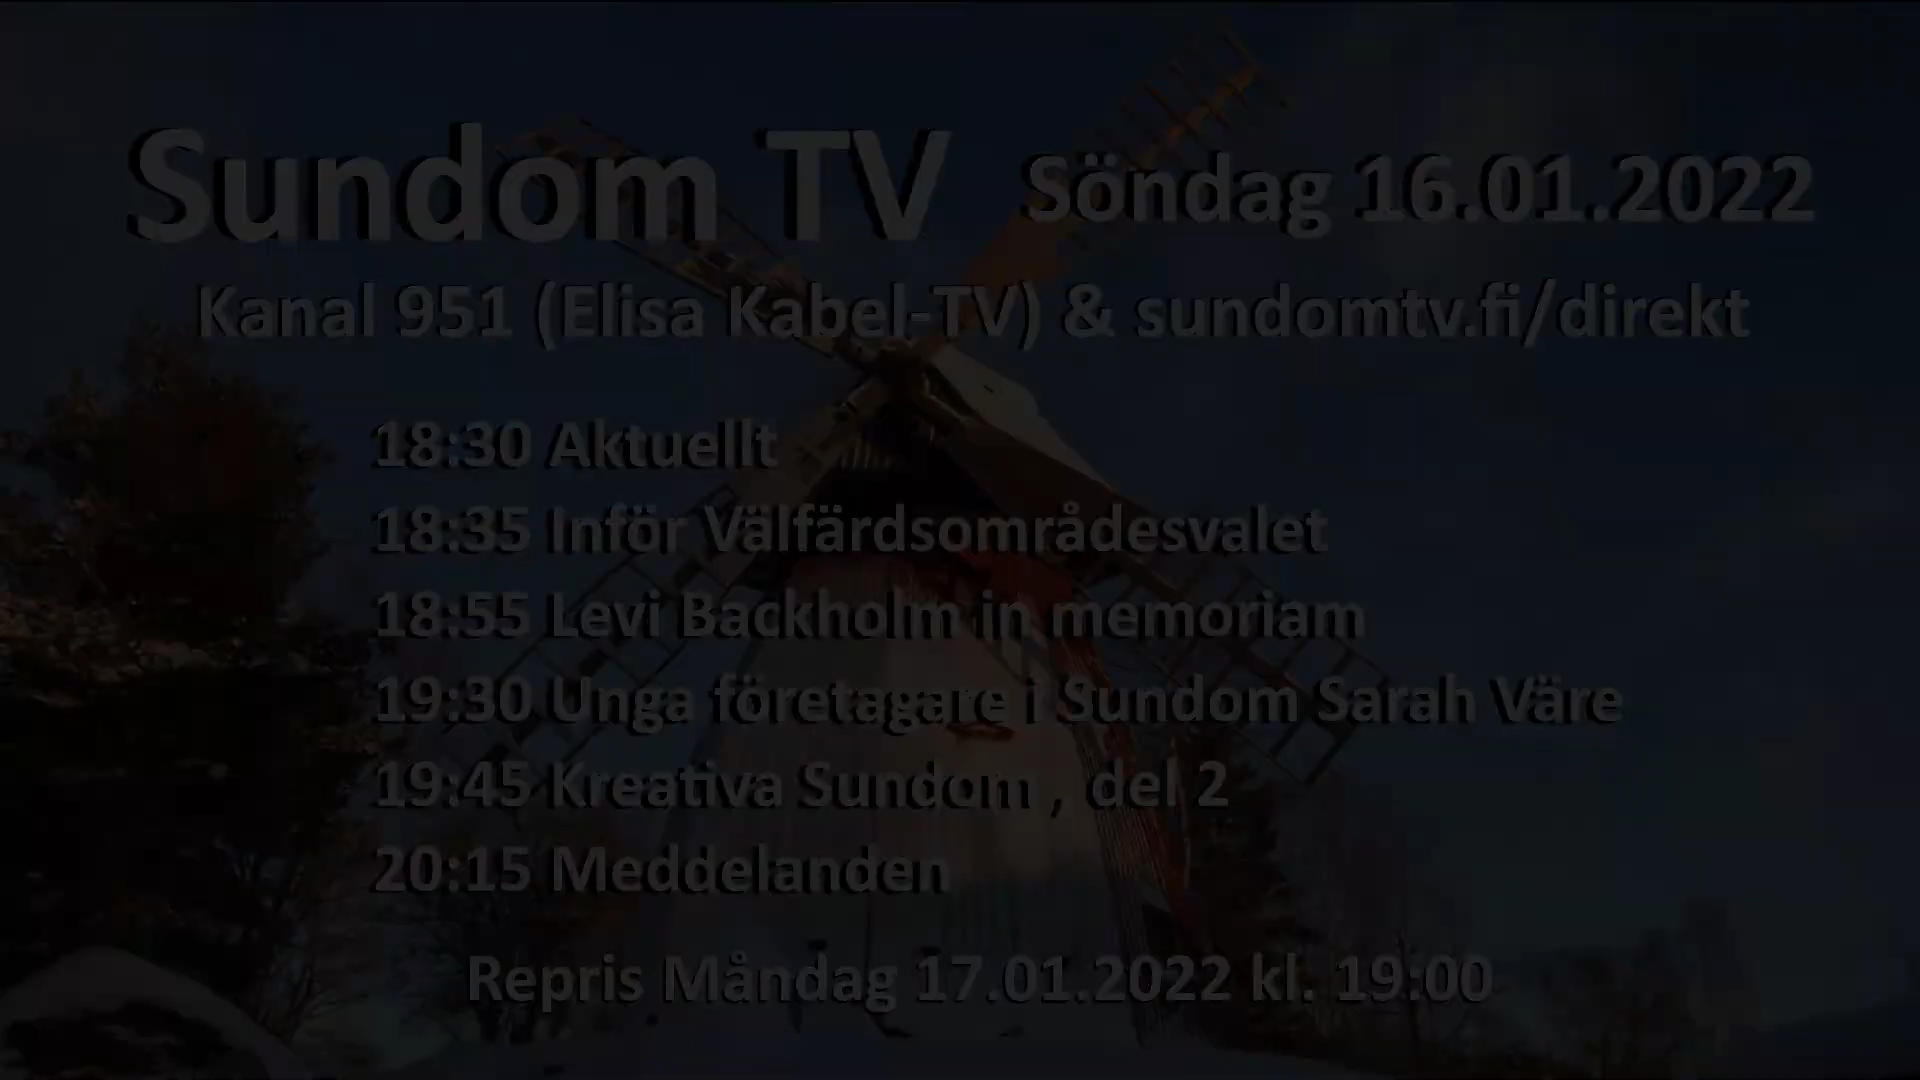 Sundom TV Söndag 16.01.2022
Kanal 951 (Elisa Kabel-TV) & sundomtv.fi/direkt
18:30 Aktuellt
18:35 Inför Välfärdsområdesvalet
18:55 Levi Backholm in memoriam
19:30 Unga företagare i Sundom Sarah Väre
19:45 Kreativa Sundom , del 2
20:15 Meddelanden
Repris Måndag 17.01.2022 kl. 19:00